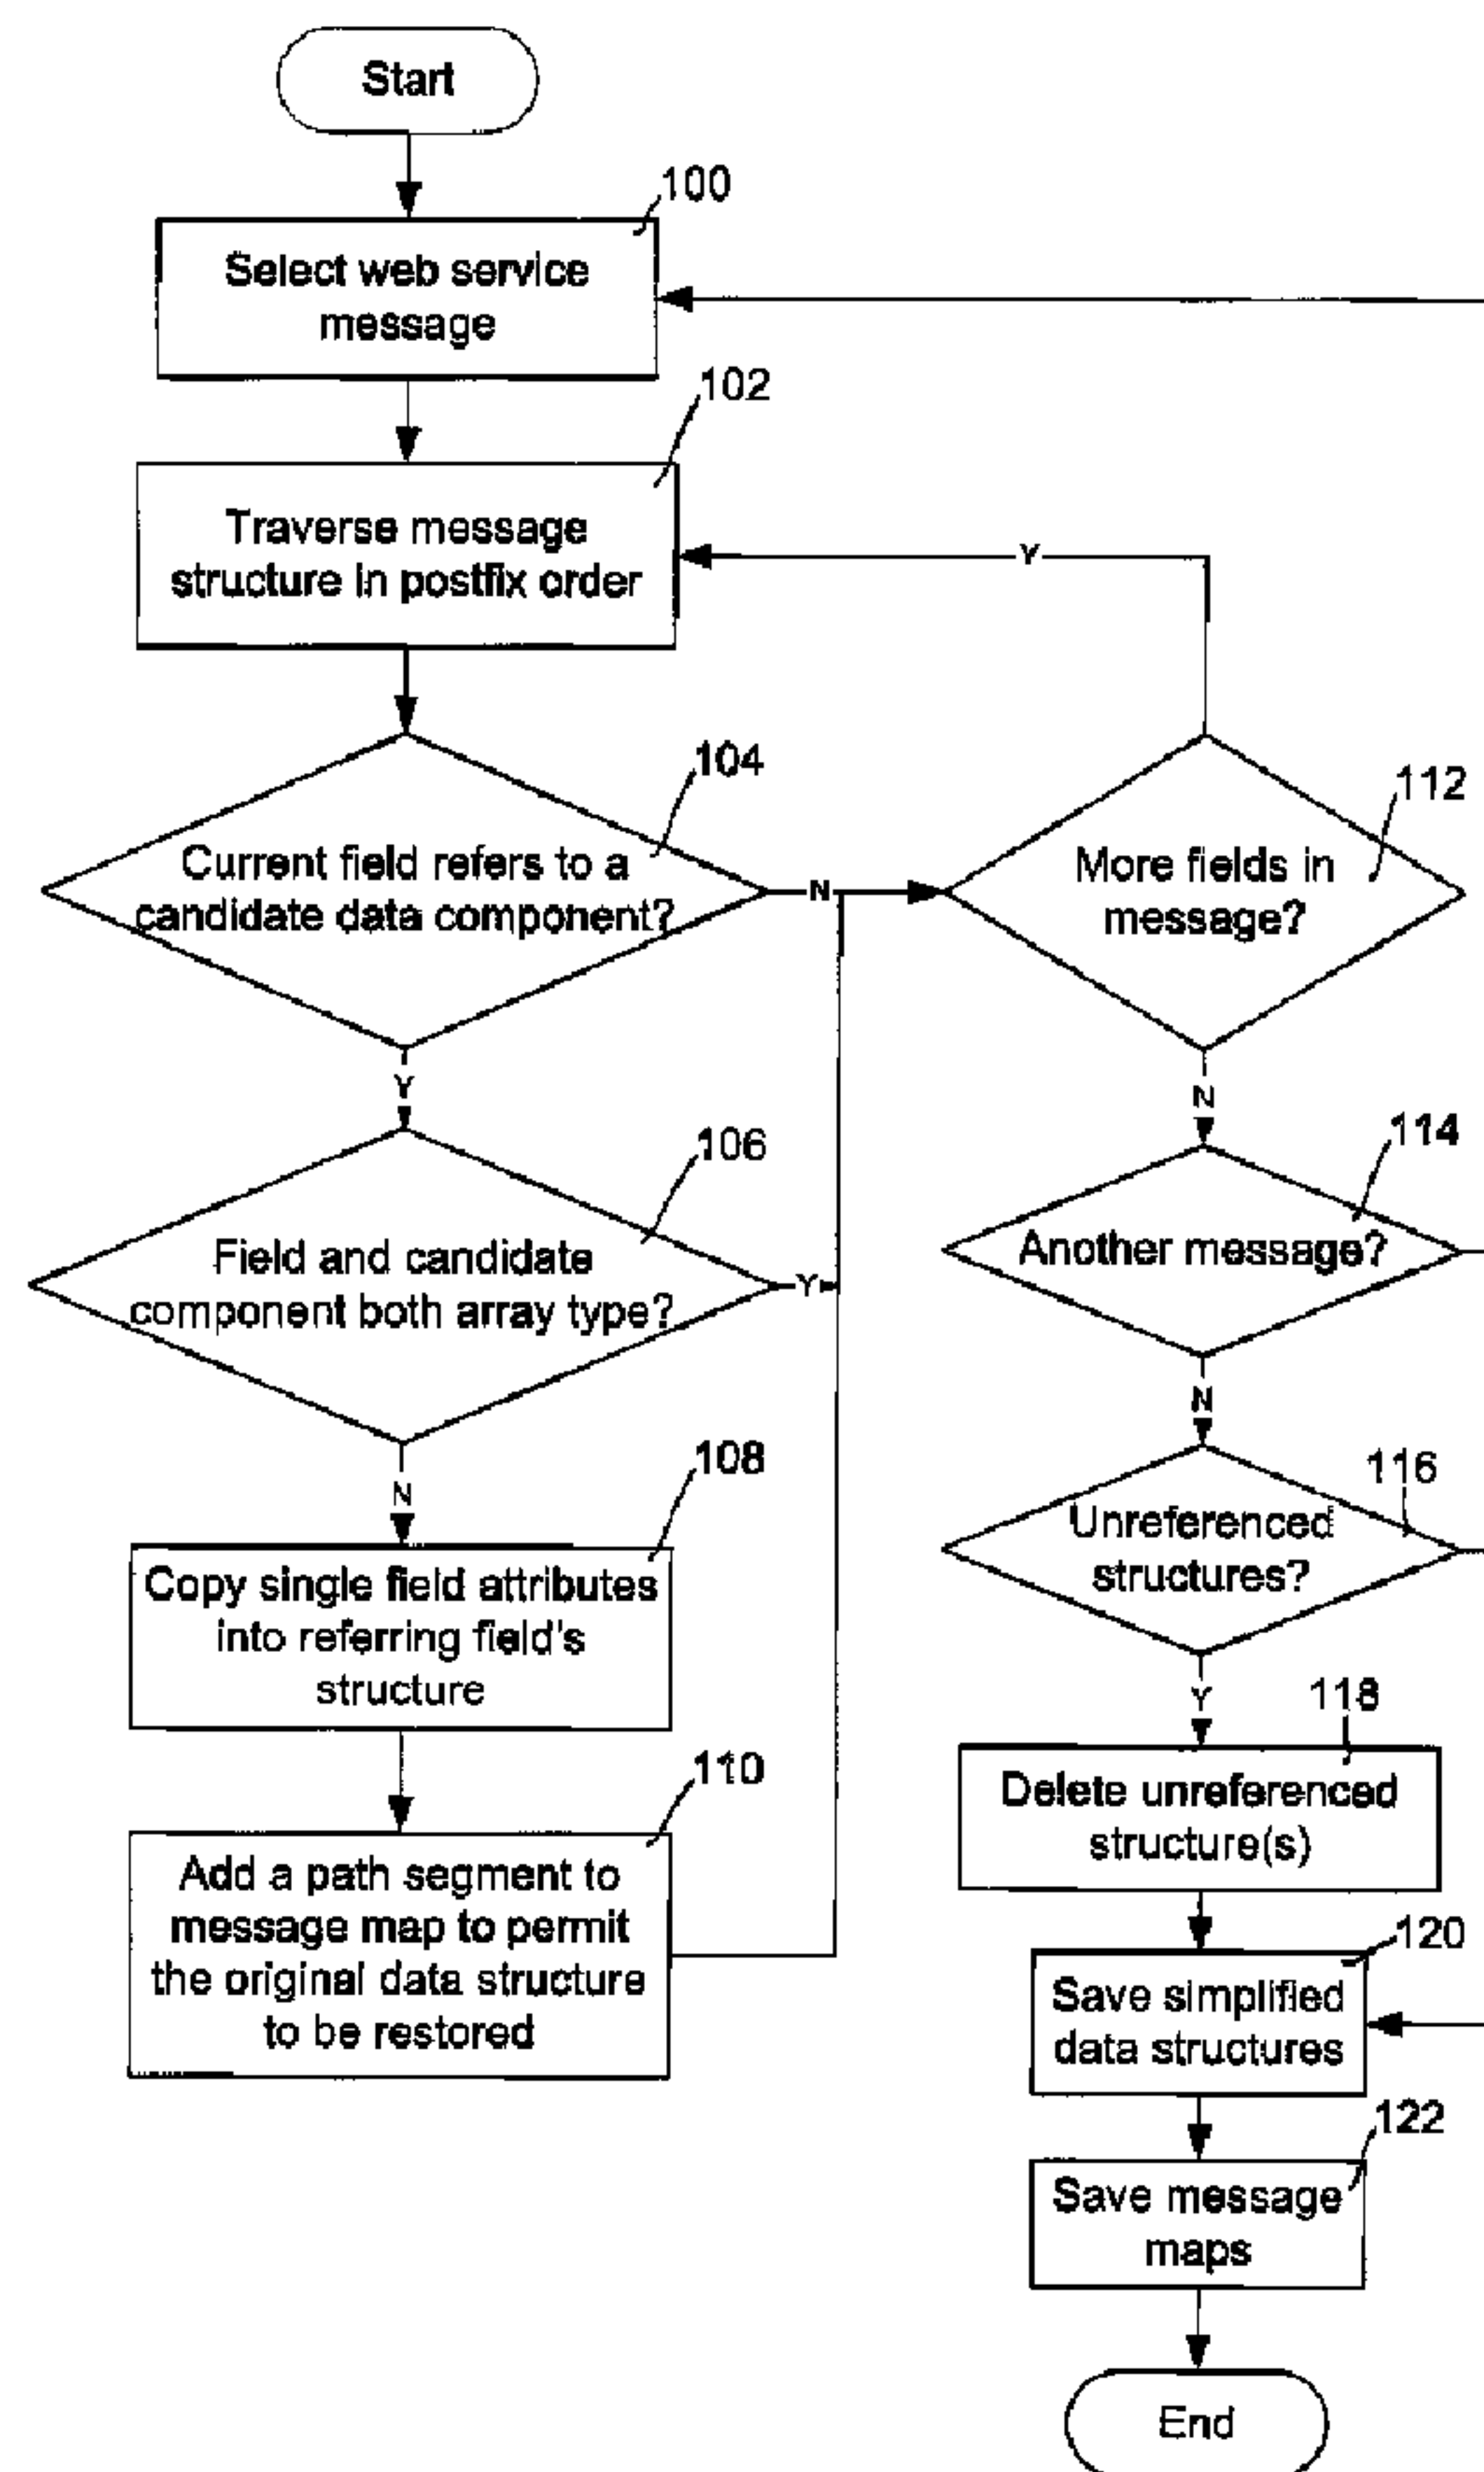 Start
100
Select web service
message
102
Traverse message
structure in postfix order
Y
104
Current field refers to a
candidate data component?
N
112
More fields in
message?
Y
N
106
Field and candidate
component both array type?
Y
114
Another message?
N
N
108
Copy single field attributes
into referring field's
structure
116
Unreferenced
structures?
Y
110
Add a path segment to
message map to permit
the original data structure
to be restored
118
Delete unreferenced
structure(s)
120
Save simplified
data structures
122
Save message
maps
End